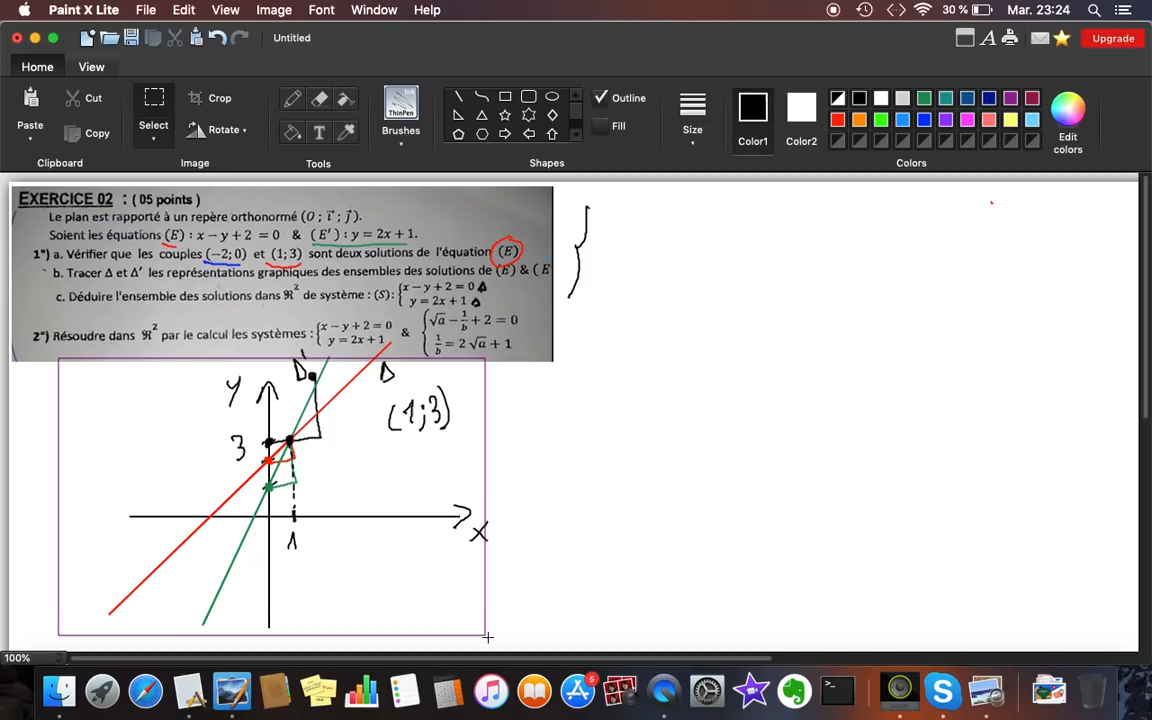 Paint X Lite File Edit View Image Font Window Help 30 % Mar. 23:24
Untitled
Home View Upgrade
Paste Cut Copy Select Crop Rotate Brushes Outline Fill Size Color1 Color2 Edit colors
Ink
ThinPen
Clipboard Image Tools Shapes Colors
EXERCICE 02 : ( 05 points )
Le plan est rapporté à un repère orthonormé (O ; i⃗ ; j⃗).
Soient les équations (E) : x − y + 2 = 0 & (E′) : y = 2x + 1.
1°) a. Vérifier que les couples (−2; 0) et (1; 3) sont deux solutions de l'équation (E)
b. Tracer Δ et Δ′ les représentations graphiques des ensembles des solutions de (E) & ( E
c. Déduire l'ensemble des solutions dans ℜ² de système : (S): { x − y + 2 = 0 Δ
y = 2x + 1 Δ
2°) Résoudre dans ℜ² par le calcul les systèmes : { x − y + 2 = 0 & { √a − 1/b + 2 = 0
y = 2x + 1 1/b = 2 √a + 1
Δ' Δ
y
(1;3)
3
1
x
100%
5